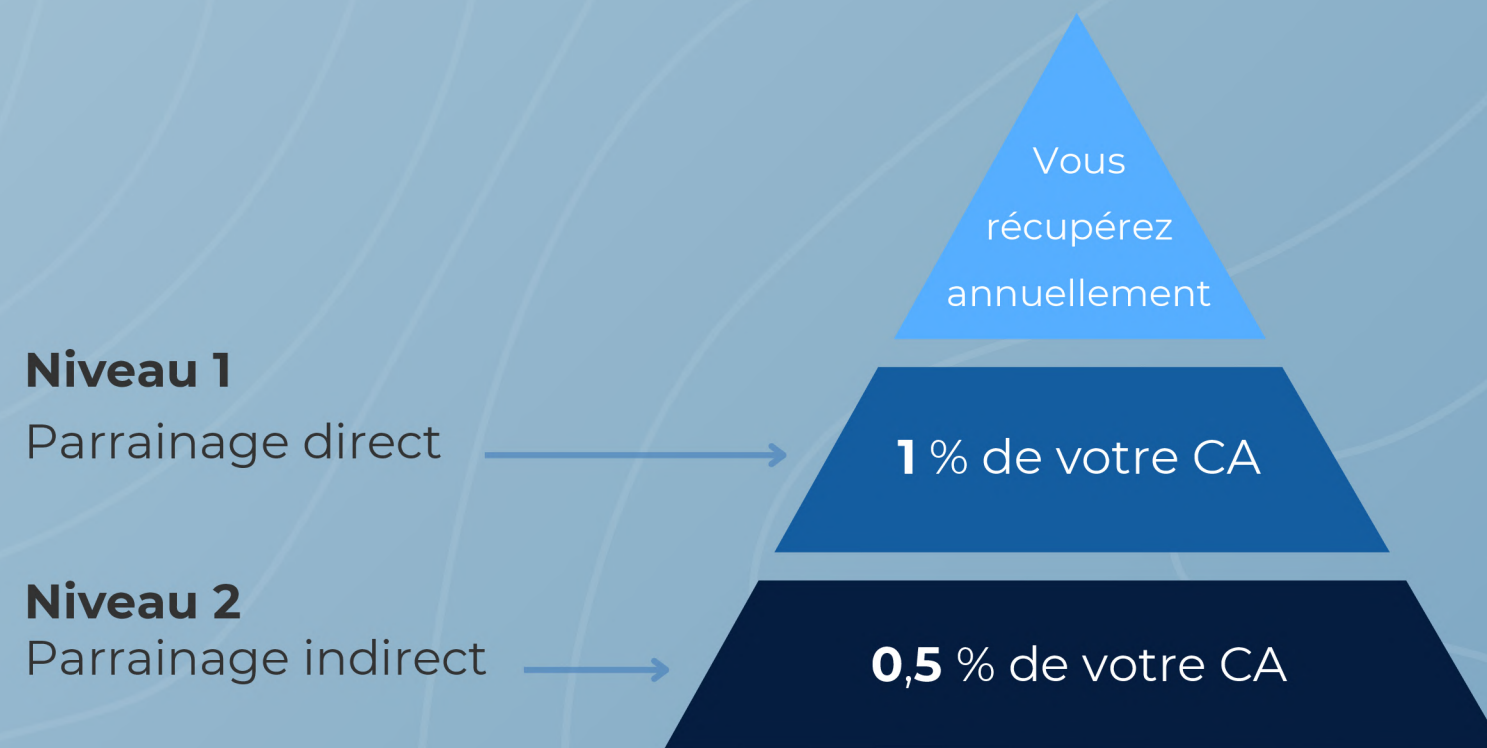 Vous
récupérez
annuellement
Niveau 1
Parrainage direct
1 % de votre CA
Niveau 2
Parrainage indirect
0,5 % de votre CA